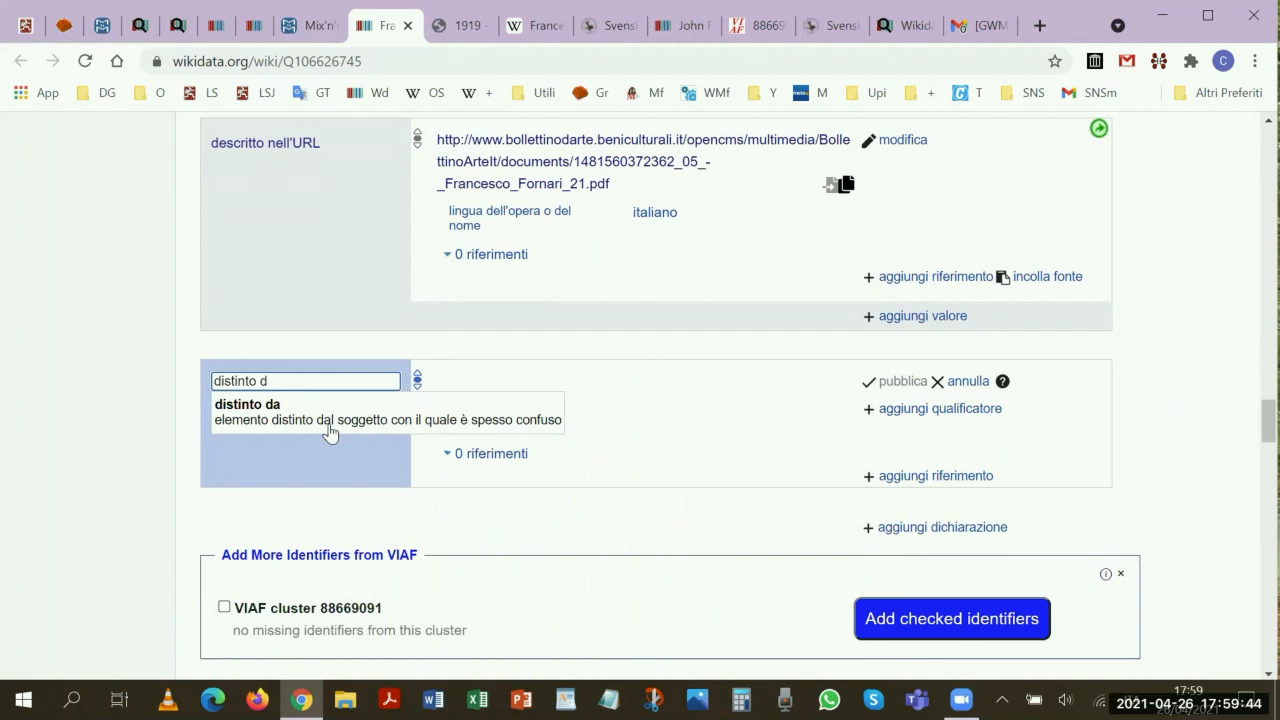 Mix'n
Fra
1919
France
Svensk
John F
88669
Svensk
Wikid
[GWM
wikidata.org/wiki/Q106626745
C
App
DG
O
LS
LSJ
GT
Wd
OS
+
Utili
Gr
Mf
WMf
Y
M
Upi
+
T
SNS
SNSm
Altri Preferiti
descritto nell'URL
http://www.bollettinodarte.beniculturali.it/opencms/multimedia/Bolle
ttinoArteIt/documents/1481560372362_05_-
_Francesco_Fornari_21.pdf
modifica
lingua dell'opera o del
nome
italiano
0 riferimenti
+ aggiungi riferimento
incolla fonte
+ aggiungi valore
distinto d
pubblica
annulla
distinto da
elemento distinto dal soggetto con il quale è spesso confuso
+ aggiungi qualificatore
0 riferimenti
+ aggiungi riferimento
+ aggiungi dichiarazione
Add More Identifiers from VIAF
VIAF cluster 88669091
no missing identifiers from this cluster
Add checked identifiers
17:59
2021-04-26 17:59:44